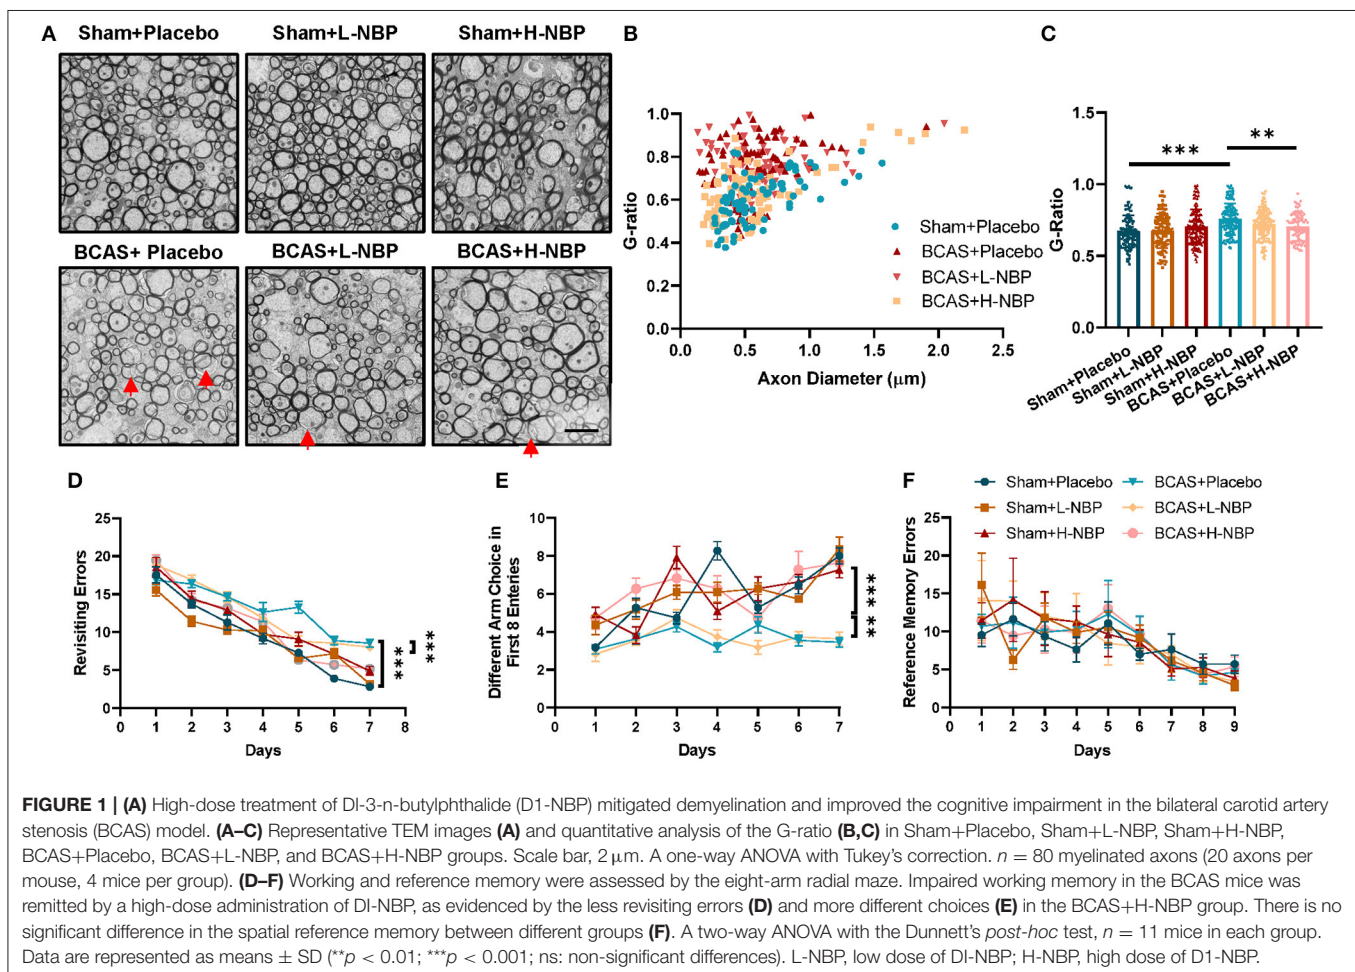 A
Sham+Placebo
Sham+L-NBP
Sham+H-NBP
BCAS+ Placebo
BCAS+L-NBP
BCAS+H-NBP
B
G-ratio
1.0
0.8
0.6
0.4
0.2
0.0
0.0 0.5 1.0 1.5 2.0 2.5
Axon Diameter (μm)
Sham+Placebo
BCAS+Placebo
BCAS+L-NBP
BCAS+H-NBP
C
G-Ratio
1.5
1.0
0.5
0.0
***
**
Sham+Placebo
Sham+L-NBP
Sham+H-NBP
BCAS+Placebo
BCAS+L-NBP
BCAS+H-NBP
D
Revisiting Errors
25
20
15
10
5
0
0 1 2 3 4 5 6 7 8
Days
***
***
E
Different Arm Choice in
First 8 Enteries
10
8
6
4
2
0 1 2 3 4 5 6 7
Days
***
**
F
Sham+Placebo
Sham+L-NBP
Sham+H-NBP
BCAS+Placebo
BCAS+L-NBP
BCAS+H-NBP
Reference Memory Errors
25
20
15
10
5
0
0 1 2 3 4 5 6 7 8 9
Days
FIGURE 1 | (A) High-dose treatment of Dl-3-n-butylphthalide (D1-NBP) mitigated demyelination and improved the cognitive impairment in the bilateral carotid artery
stenosis (BCAS) model. (A–C) Representative TEM images (A) and quantitative analysis of the G-ratio (B,C) in Sham+Placebo, Sham+L-NBP, Sham+H-NBP,
BCAS+Placebo, BCAS+L-NBP, and BCAS+H-NBP groups. Scale bar, 2 μm. A one-way ANOVA with Tukey's correction. n = 80 myelinated axons (20 axons per
mouse, 4 mice per group). (D–F) Working and reference memory were assessed by the eight-arm radial maze. Impaired working memory in the BCAS mice was
remitted by a high-dose administration of Dl-NBP, as evidenced by the less revisiting errors (D) and more different choices (E) in the BCAS+H-NBP group. There is no
significant difference in the spatial reference memory between different groups (F). A two-way ANOVA with the Dunnett's post-hoc test, n = 11 mice in each group.
Data are represented as means ± SD (**p < 0.01; ***p < 0.001; ns: non-significant differences). L-NBP, low dose of Dl-NBP; H-NBP, high dose of D1-NBP.